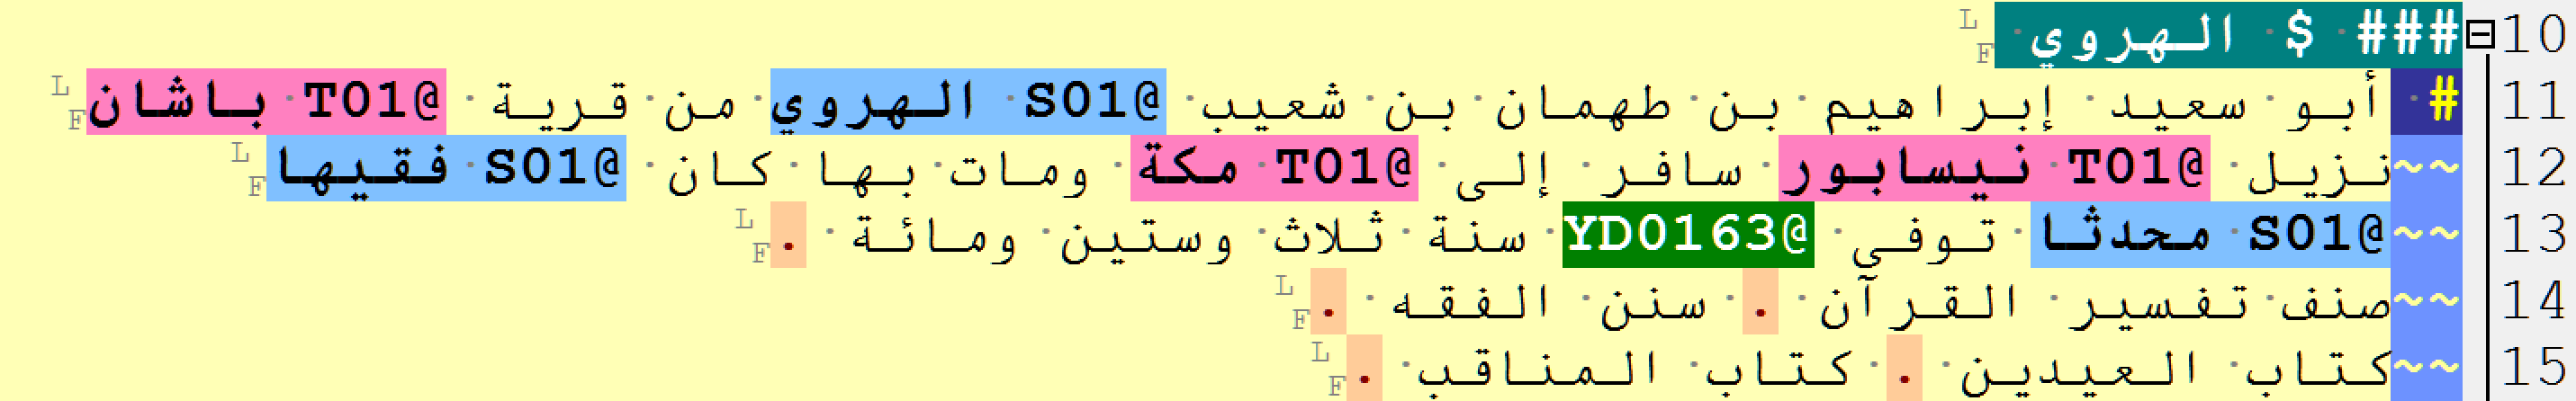 10 ### $ الهروي
11 # أبو سعيد إبراهيم بن طهمان بن شعيب @S01 الهروي من قرية @T01 باشان
12 ~~نزيل @T01 نيسابور سافر إلى @T01 مكة ومات بها كان @S01 فقيها
13 ~~@S01 محدثا توفى @YD0163 سنة ثلاث وستين ومائة .
14 ~~صنف تفسير القرآن . سنن الفقه .
15 ~~كتاب العيدين . كتاب المناقب .